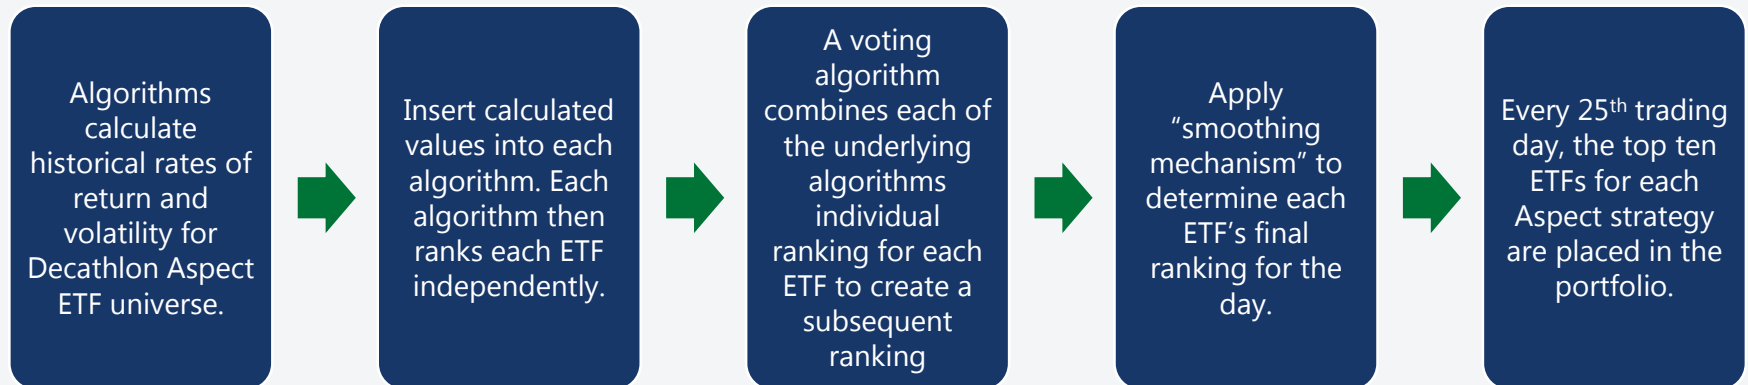 Algorithms
calculate
historical rates of
return and
volatility for
Decathlon Aspect
ETF universe.
Insert calculated
values into each
algorithm. Each
algorithm then
ranks each ETF
independently.
A voting
algorithm
combines each of
the underlying
algorithms
individual
ranking for each
ETF to create a
subsequent
ranking
Apply
“smoothing
mechanism” to
determine each
ETF’s final
ranking for the
day.
Every 25th trading
day, the top ten
ETFs for each
Aspect strategy
are placed in the
portfolio.